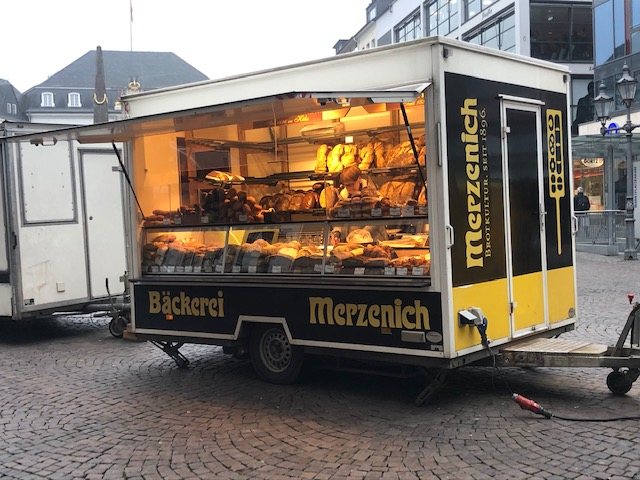 Bäckerei
Merzenich
Merzenich
BROTKULTUR. SEIT 1896.